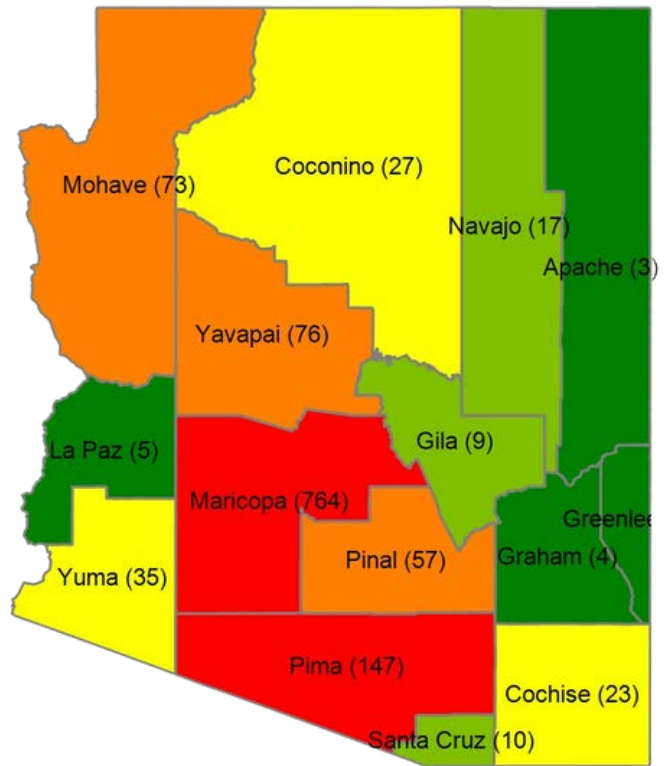 Coconino (27)
Mohave (73)
Navajo (17)
Apache (3)
Yavapai (76)
Gila (9)
La Paz (5)
Maricopa (764)
Greenlee
Graham (4)
Pinal (57)
Yuma (35)
Pima (147)
Cochise (23)
Santa Cruz (10)